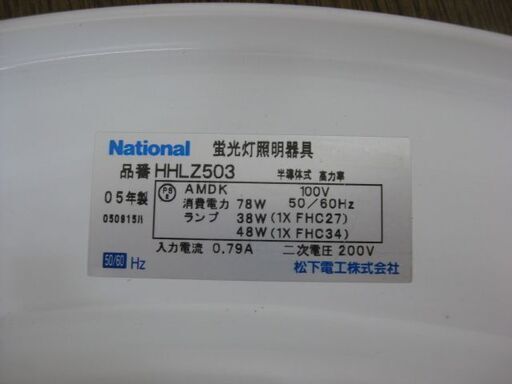 National 蛍光灯照明器具
品番 HHLZ503 半導体式 高力率
05年製 AMDK 100V
消費電力 78W 50/60Hz
ランプ 38W(1X FHC27)
48W(1X FHC34)
入力電流 0.79A 二次電圧 200V
50/60 Hz 松下電工株式会社